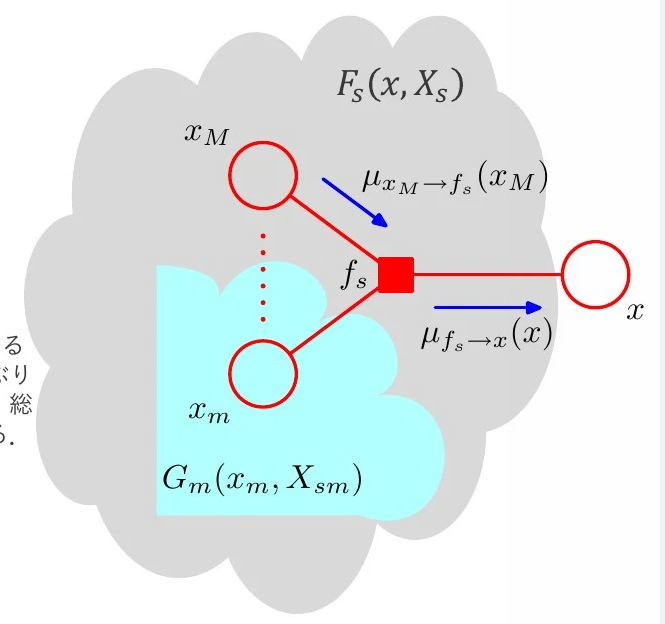 F_s(x, X_s)
x_M
μ_{x_M→f_s}(x_M)
f_s
x
μ_{f_s→x}(x)
る
ぶり
総
x_m
G_m(x_m, X_{sm})